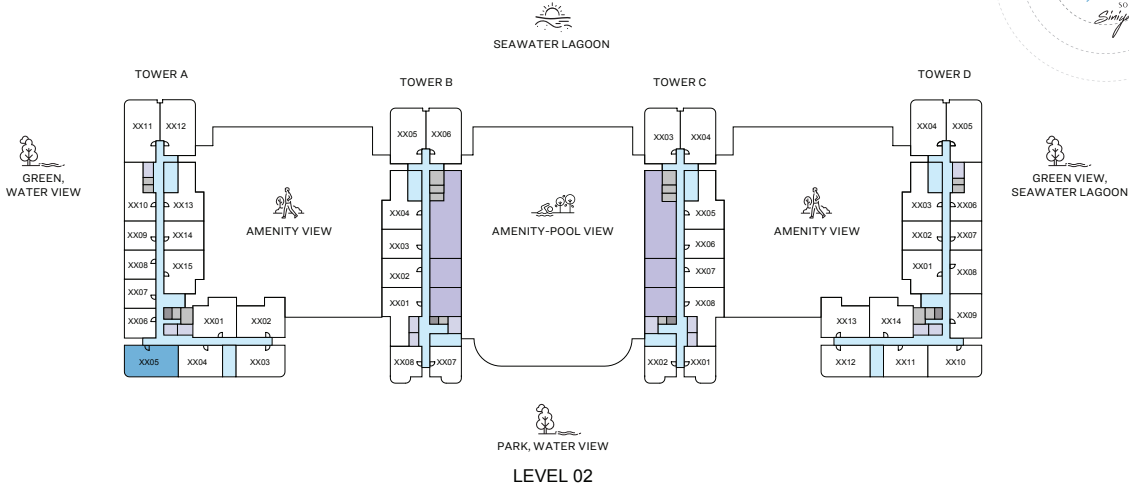 SO
SEAWATER LAGOON
TOWER A
TOWER B
TOWER C
TOWER D
XX11
XX12
XX05
XX06
XX03
XX04
XX04
XX05
GREEN,
WATER VIEW
GREEN VIEW,
SEAWATER LAGOON
XX10
XX13
XX04
XX05
XX03
XX06
AMENITY VIEW
AMENITY-POOL VIEW
AMENITY VIEW
XX09
XX14
XX03
XX06
XX02
XX07
XX08
XX15
XX02
XX07
XX01
XX08
XX07
XX01
XX08
XX06
XX01
XX02
XX13
XX14
XX09
XX05
XX04
XX03
XX08
XX07
XX02
XX01
XX12
XX11
XX10
PARK, WATER VIEW
LEVEL 02